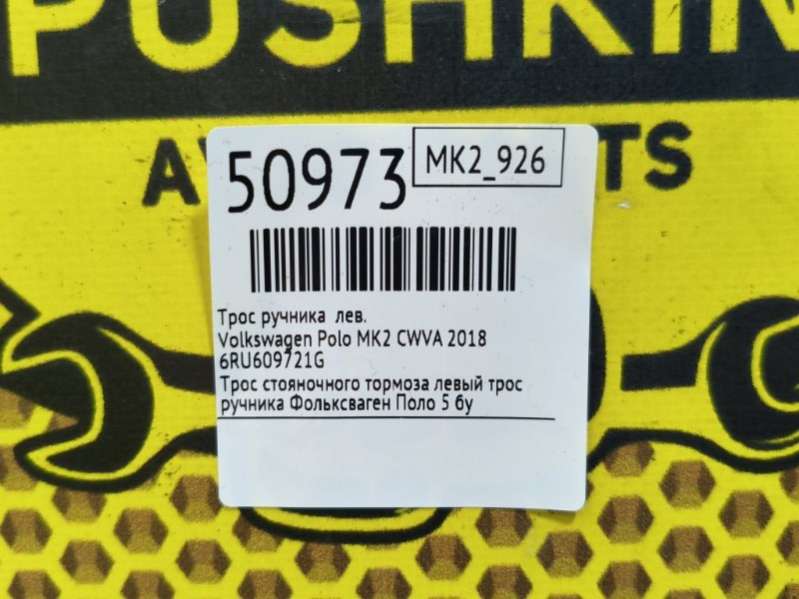 PUSHKIN
50973
MK2_926
Трос ручника лев.
Volkswagen Polo MK2 CWVA 2018
6RU609721G
Трос стояночного тормоза левый трос
ручника Фольксваген Поло 5 бу